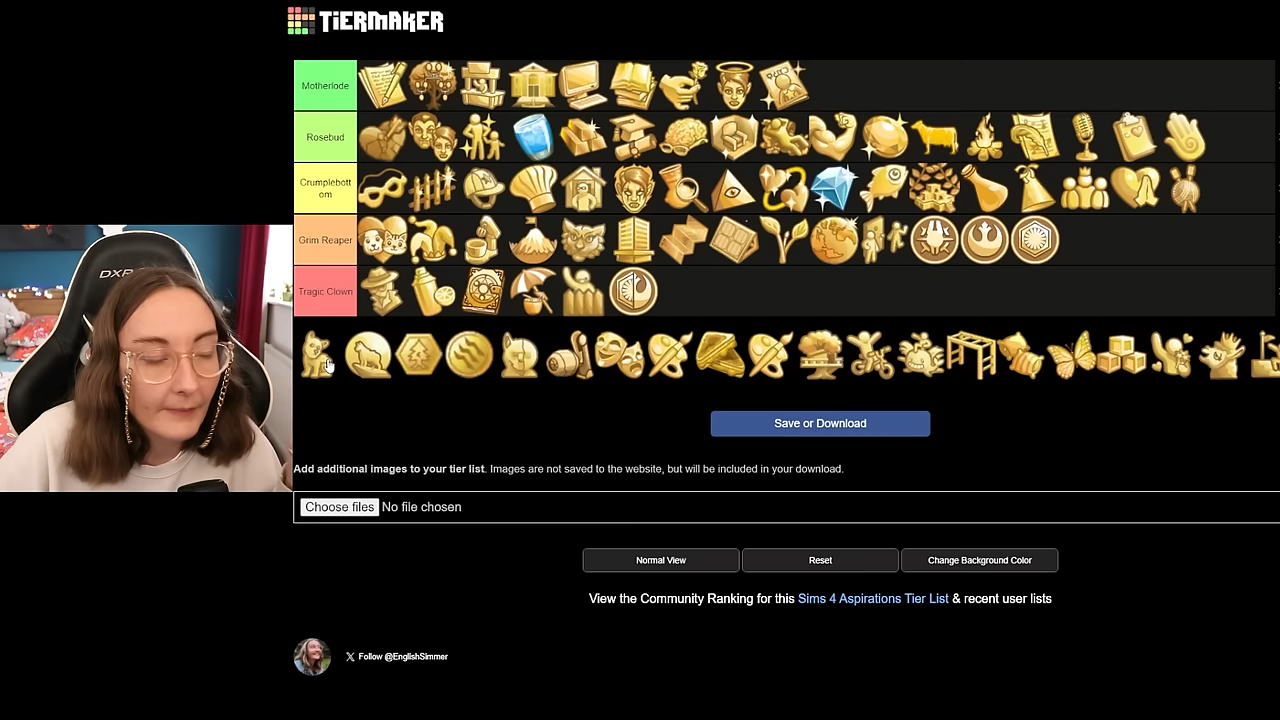 TiERMAKER
Motherlode
Rosebud
Crumplebott
om
Grim Reaper
Tragic Clown
Save or Download
Add additional images to your tier list. Images are not saved to the website, but will be included in your download.
Choose files No file chosen
Normal View
Reset
Change Background Color
View the Community Ranking for this Sims 4 Aspirations Tier List & recent user lists
X Follow @EnglishSimmer
DXR